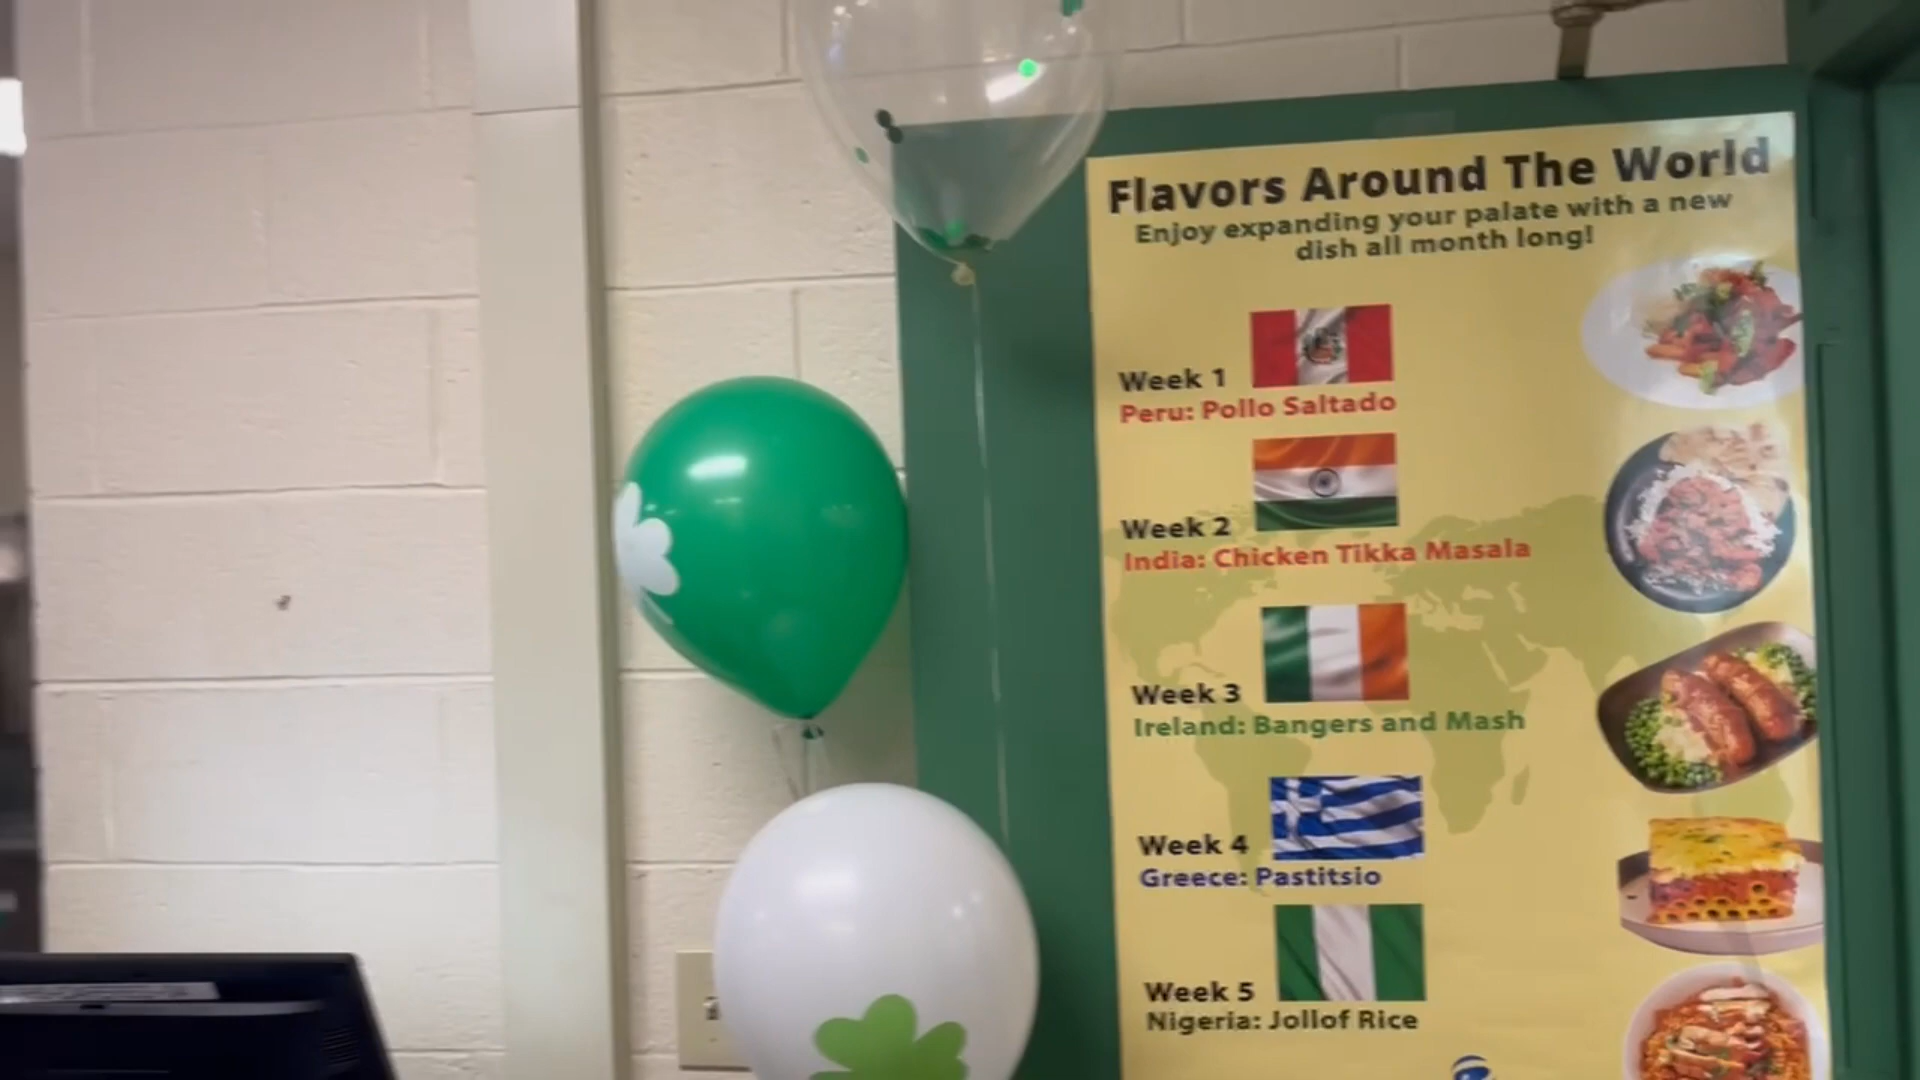 Flavors Around The World
Enjoy expanding your palate with a new
dish all month long!
Week 1
Peru: Pollo Saltado
Week 2
India: Chicken Tikka Masala
Week 3
Ireland: Bangers and Mash
Week 4
Greece: Pastitsio
Week 5
Nigeria: Jollof Rice